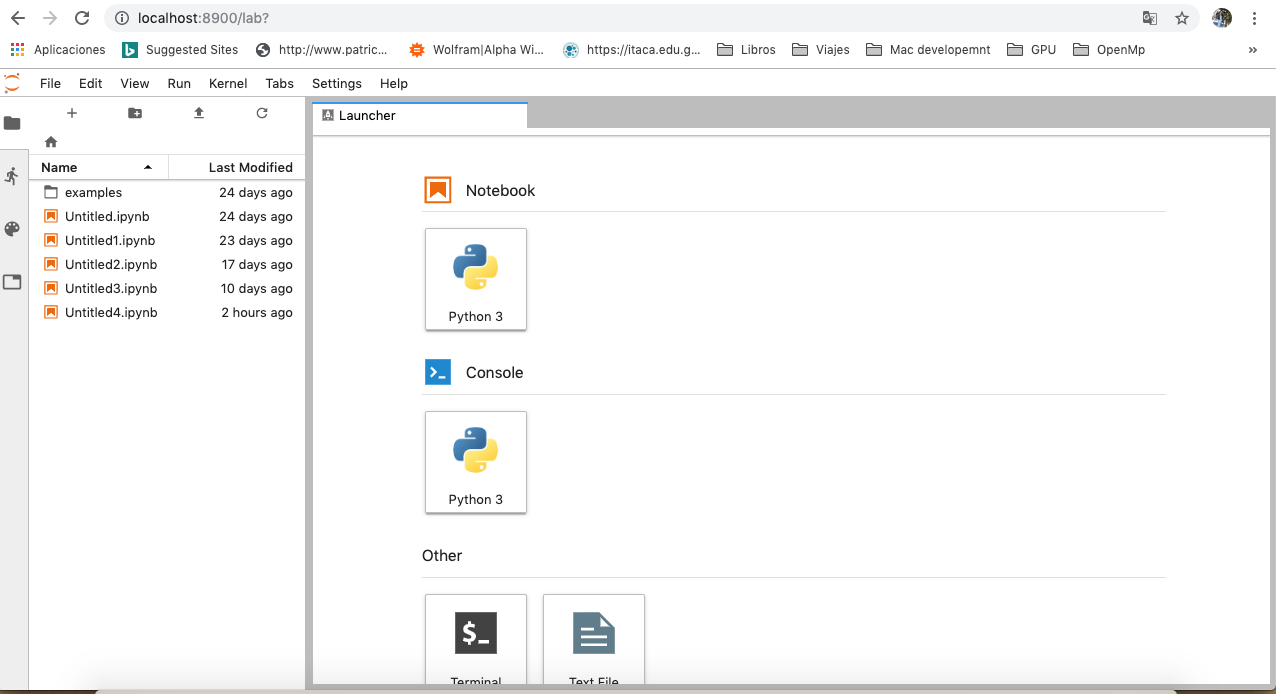 localhost:8900/lab?
Aplicaciones Suggested Sites http://www.patric... Wolfram|Alpha Wi... https://itaca.edu.g... Libros Viajes Mac developemnt GPU OpenMp »
File Edit View Run Kernel Tabs Settings Help
Launcher
Name Last Modified
examples 24 days ago
Untitled.ipynb 24 days ago
Untitled1.ipynb 23 days ago
Untitled2.ipynb 17 days ago
Untitled3.ipynb 10 days ago
Untitled4.ipynb 2 hours ago
Notebook
Python 3
Console
Python 3
Other
$_
Terminal Text File